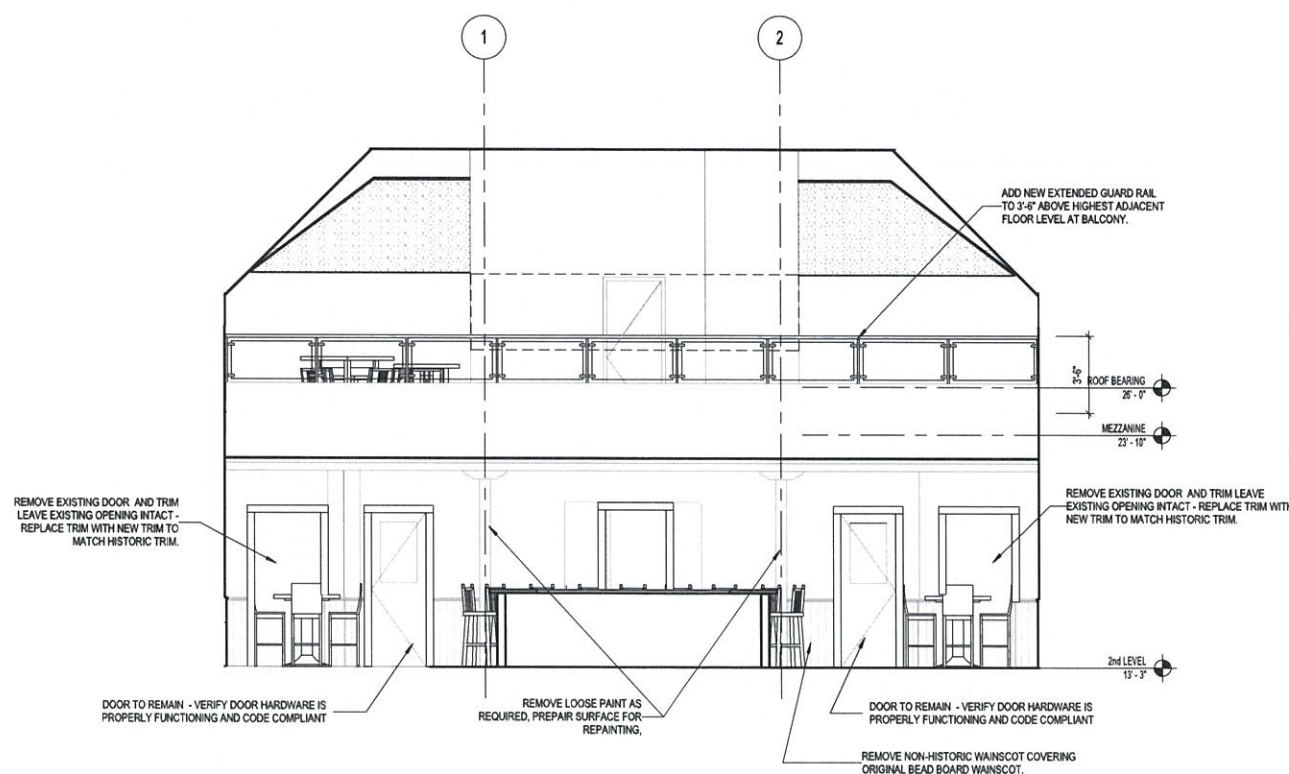 1
2
ADD NEW EXTENDED GUARD RAIL
TO 3'-6" ABOVE HIGHEST ADJACENT
FLOOR LEVEL AT BALCONY.
3'-6"
ROOF BEARING
26' - 0"
MEZZANINE
23' - 10"
REMOVE EXISTING DOOR AND TRIM
LEAVE EXISTING OPENING INTACT -
REPLACE TRIM WITH NEW TRIM TO
MATCH HISTORIC TRIM.
REMOVE EXISTING DOOR AND TRIM LEAVE
EXISTING OPENING INTACT - REPLACE TRIM WITH
NEW TRIM TO MATCH HISTORIC TRIM.
2nd LEVEL
13' - 3"
DOOR TO REMAIN - VERIFY DOOR HARDWARE IS
PROPERLY FUNCTIONING AND CODE COMPLIANT
REMOVE LOOSE PAINT AS
REQUIRED, PREPAIR SURFACE FOR
REPAINTING,
DOOR TO REMAIN - VERIFY DOOR HARDWARE IS
PROPERLY FUNCTIONING AND CODE COMPLIANT
REMOVE NON-HISTORIC WAINSCOT COVERING
ORIGINAL BEAD BOARD WAINSCOT.